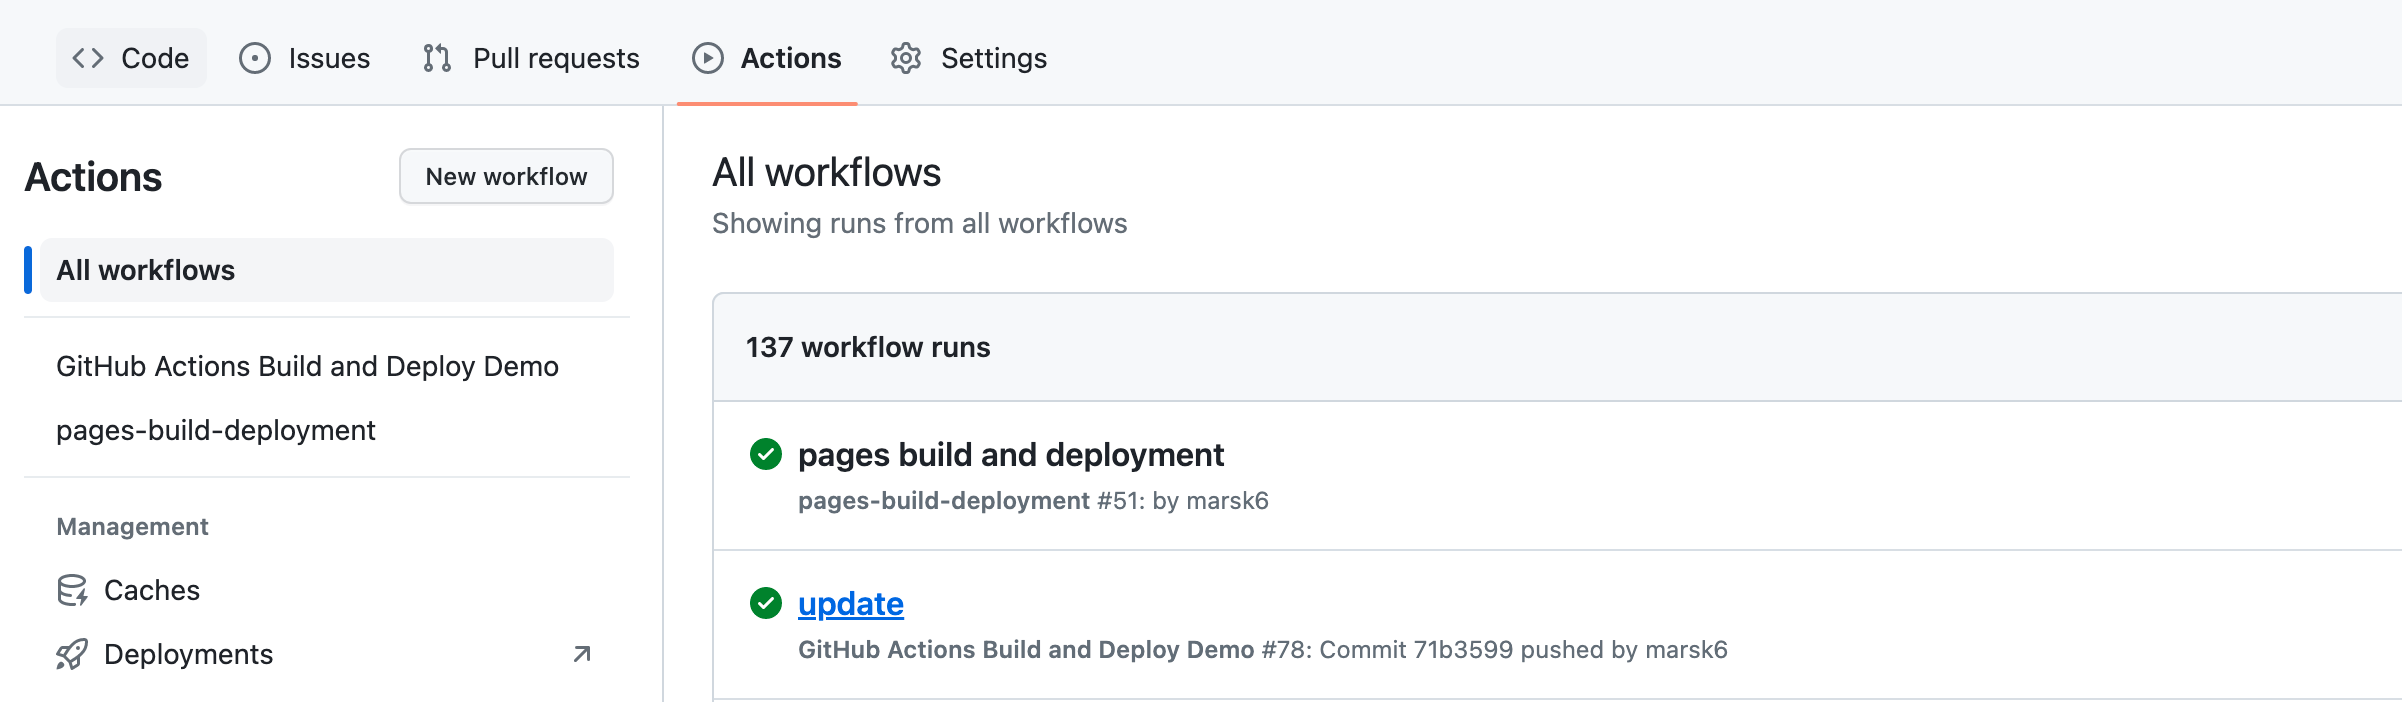 Code Issues Pull requests Actions Settings
Actions
New workflow
All workflows
GitHub Actions Build and Deploy Demo
pages-build-deployment
Management
Caches
Deployments
All workflows
Showing runs from all workflows
137 workflow runs
pages build and deployment
pages-build-deployment #51: by marsk6
update
GitHub Actions Build and Deploy Demo #78: Commit 71b3599 pushed by marsk6